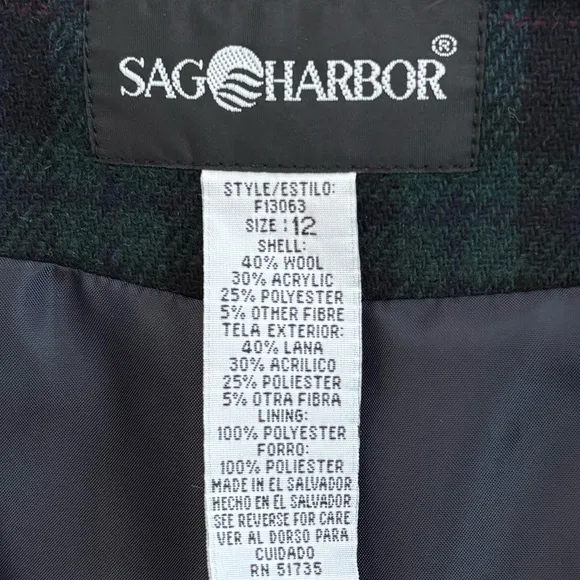 SAG HARBOR ®
STYLE/ESTILO:
F13063
SIZE : 12
SHELL:
40% WOOL
30% ACRYLIC
25% POLYESTER
5% OTHER FIBRE
TELA EXTERIOR:
40% LANA
30% ACRILICO
25% POLIESTER
5% OTRA FIBRA
LINING:
100% POLYESTER
FORRO:
100% POLIESTER
MADE IN EL SALVADOR
HECHO EN EL SALVADOR
SEE REVERSE FOR CARE
VER AL DORSO PARA
CUIDADO
RN 51735